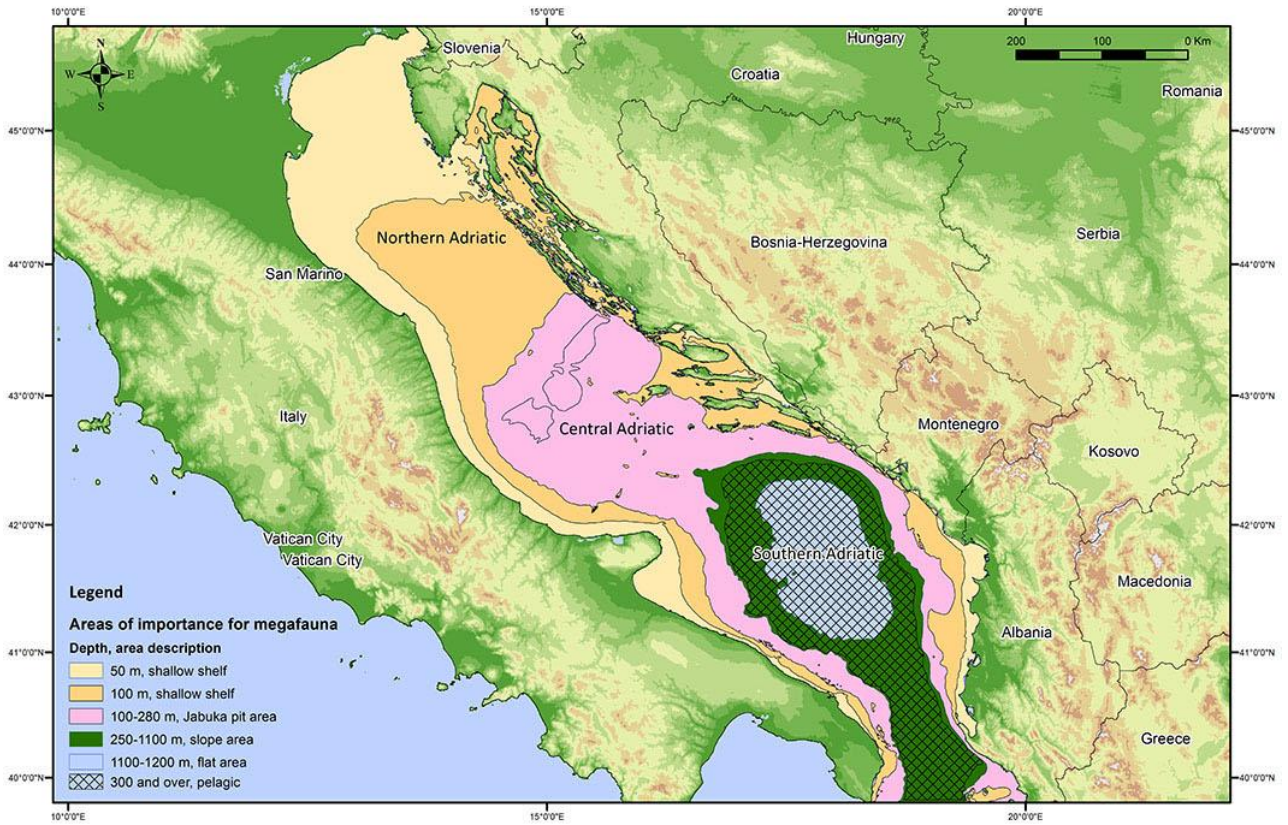 10°0'0"E 15°0'0"E 20°0'0"E
N
W E
S
Slovenia
Hungary
200 100 0 Km
Croatia
Romania
45°0'0"N 45°0'0"N
Northern Adriatic
Bosnia-Herzegovina
Serbia
44°0'0"N 44°0'0"N
San Marino
43°0'0"N 43°0'0"N
Italy
Central Adriatic
Montenegro
Kosovo
42°0'0"N 42°0'0"N
Vatican City
Vatican City
Southern Adriatic
Macedonia
Albania
41°0'0"N 41°0'0"N
Greece
40°0'0"N 40°0'0"N
Legend
Areas of importance for megafauna
Depth, area description
50 m, shallow shelf
100 m, shallow shelf
100-280 m, Jabuka pit area
250-1100 m, slope area
1100-1200 m, flat area
300 and over, pelagic
10°0'0"E 15°0'0"E 20°0'0"E